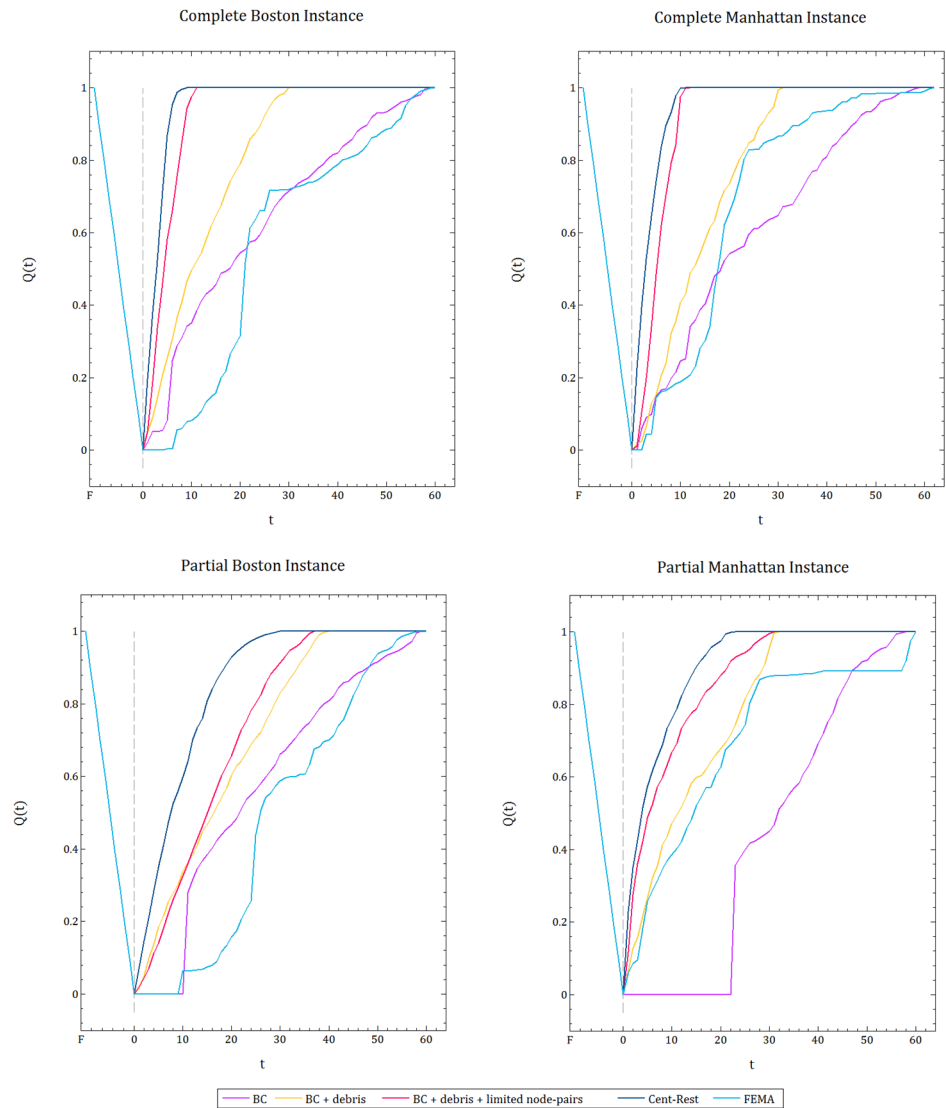 Complete Boston Instance
1
0.8
0.6
0.4
0.2
0
Q(t)
F 0 10 20 30 40 50 60
t
Complete Manhattan Instance
1
0.8
0.6
0.4
0.2
0
Q(t)
F 0 10 20 30 40 50 60
t
Partial Boston Instance
1
0.8
0.6
0.4
0.2
0
Q(t)
F 0 10 20 30 40 50 60
t
Partial Manhattan Instance
1
0.8
0.6
0.4
0.2
0
Q(t)
F 0 10 20 30 40 50 60
t
BC BC + debris BC + debris + limited node-pairs Cent-Rest FEMA